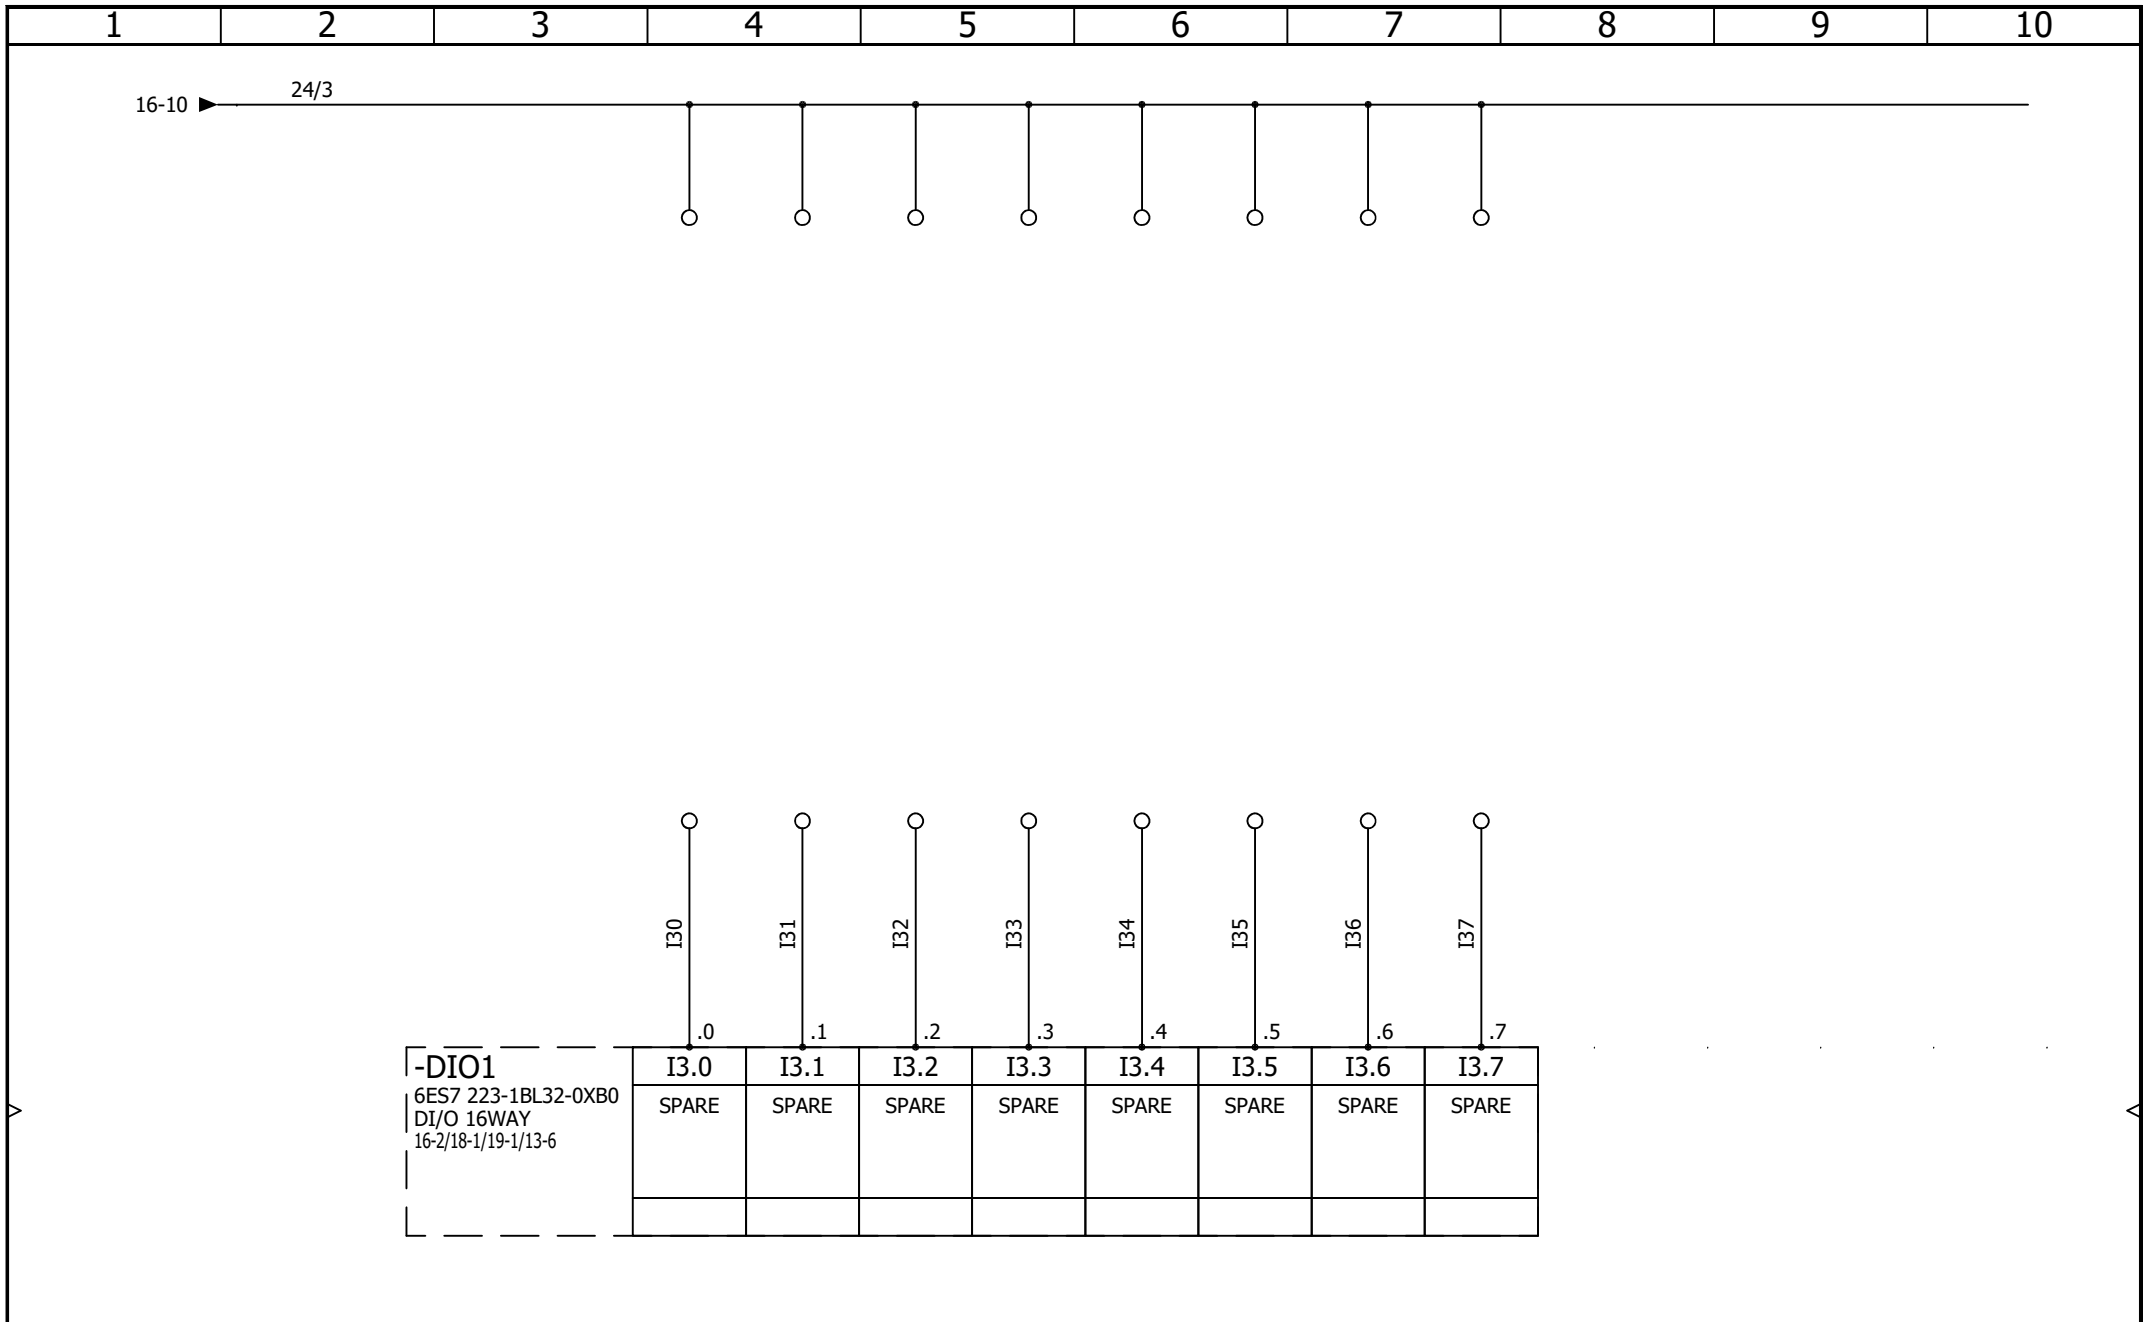 1 2 3 4 5 6 7 8 9 10
24/3
16-10
I30 I31 I32 I33 I34 I35 I36 I37
.0 .1 .2 .3 .4 .5 .6 .7
-DIO1
6ES7 223-1BL32-0XB0
DI/O 16WAY
16-2/18-1/19-1/13-6
I3.0 I3.1 I3.2 I3.3 I3.4 I3.5 I3.6 I3.7
SPARE SPARE SPARE SPARE SPARE SPARE SPARE SPARE